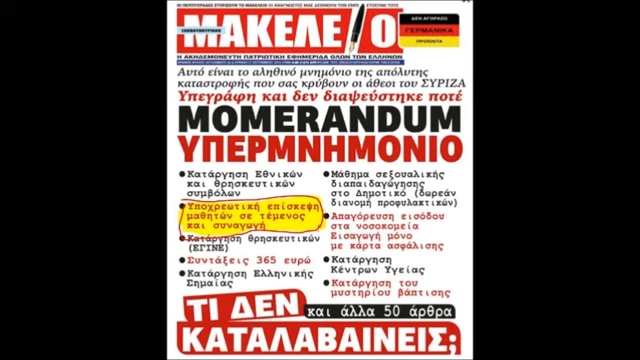 ΜΑΚΕΛΕΙΟ
ΔΕΝ ΑΓΟΡΑΖΩ
ΓΕΡΜΑΝΙΚΑ
ΠΡΟΪΟΝΤΑ
Η ΑΚΗΔΕΜΟΝΕΥΤΗ ΠΑΤΡΙΩΤΙΚΗ ΕΦΗΜΕΡΙΔΑ ΟΛΩΝ ΤΩΝ ΕΛΛΗΝΩΝ
Αυτό είναι το αληθινό μνημόνιο της απόλυτης
καταστροφής που σας κρύβουν οι άθεοι του ΣΥΡΙΖΑ
Υπεγράφη και δεν διαψεύστηκε ποτέ
MOMERANDUM
ΥΠΕΡΜΝΗΜΟΝΙΟ
Κατάργηση Εθνικών
και θρησκευτικών
συμβόλων
Υποχρεωτική επίσκεψη
μαθητών σε τέμενος
και συναγωγή
Κατάργηση θρησκευτικών
(ΕΓΙΝΕ)
Συντάξεις 365 ευρώ
Κατάργηση Ελληνικής
Σημαίας
Μάθημα σεξουαλικής
διαπαιδαγώγησης
στο Δημοτικό (δωρεάν
διανομή προφυλακτικών)
Απαγόρευση εισόδου
στα νοσοκομεία
Εισαγωγή μόνο
με κάρτα ασφάλισης
Κατάργηση
Κέντρων Υγείας
Κατάργηση του
μυστηρίου βάπτισης
και άλλα 50 άρθρα
ΤΙ ΔΕΝ
ΚΑΤΑΛΑΒΑΙΝΕΙΣ;